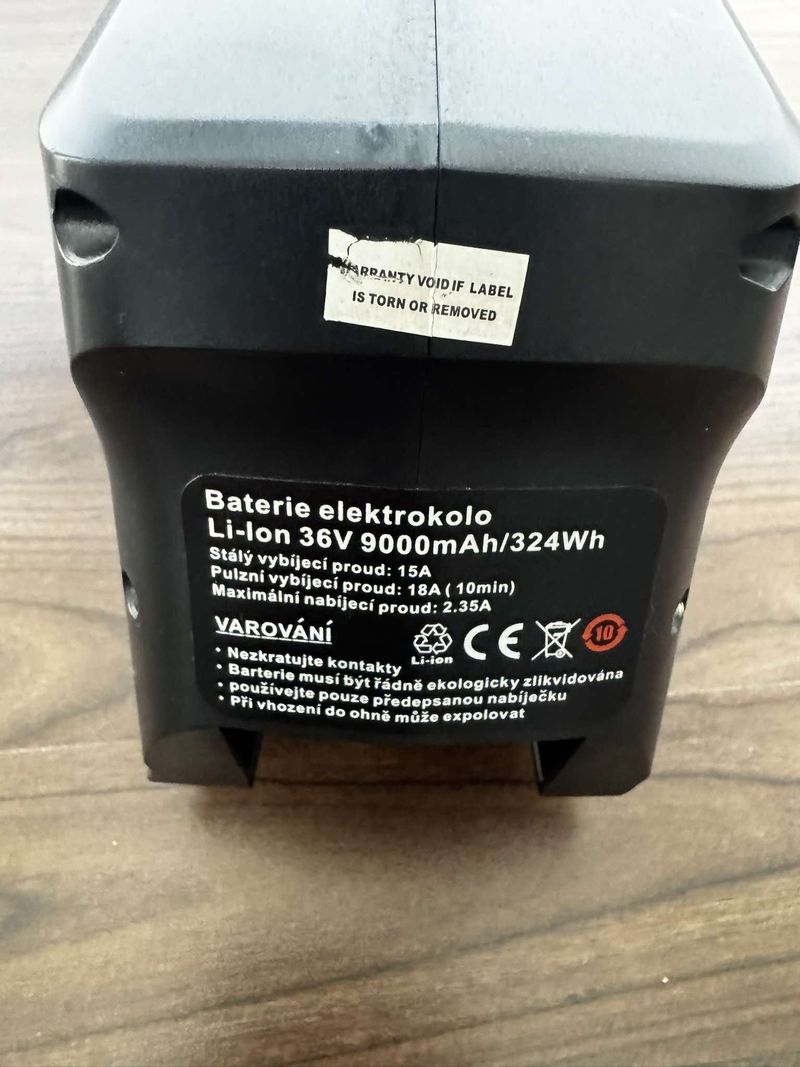 ARRANTY VOID IF LABEL
IS TORN OR REMOVED
Baterie elektrokolo
Li-Ion 36V 9000mAh/324Wh
Stálý vybíjecí proud: 15A
Pulzní vybíjecí proud: 18A ( 10min)
Maximální nabíjecí proud: 2.35A
VAROVÁNÍ
Li-ion
CE
10
• Nezkratujte kontakty
• Barterie musí být řádně ekologicky zlikvidována
• používejte pouze předepsanou nabíječku
• Při vhození do ohně může expolovat